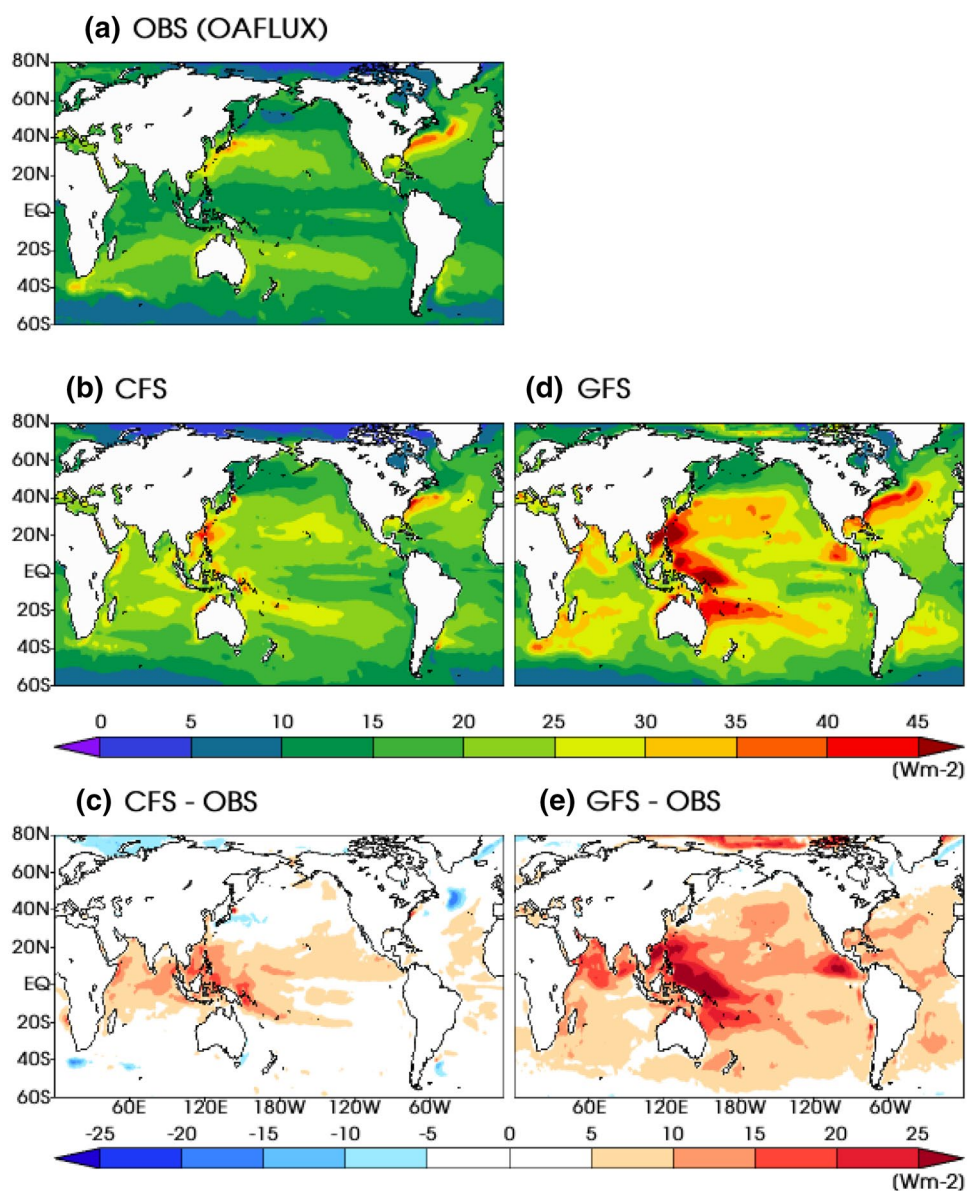 (a) OBS (OAFLUX)
80N
60N
40N
20N
EQ
20S
40S
60S
(b) CFS
(d) GFS
80N
60N
40N
20N
EQ
20S
40S
60S
0 5 10 15 20 25 30 35 40 45
(Wm-2)
(c) CFS - OBS
(e) GFS - OBS
80N
60N
40N
20N
EQ
20S
40S
60S
60E 120E 180W 120W 60W
60E 120E 180W 120W 60W
-25 -20 -15 -10 -5 0 5 10 15 20 25
(Wm-2)